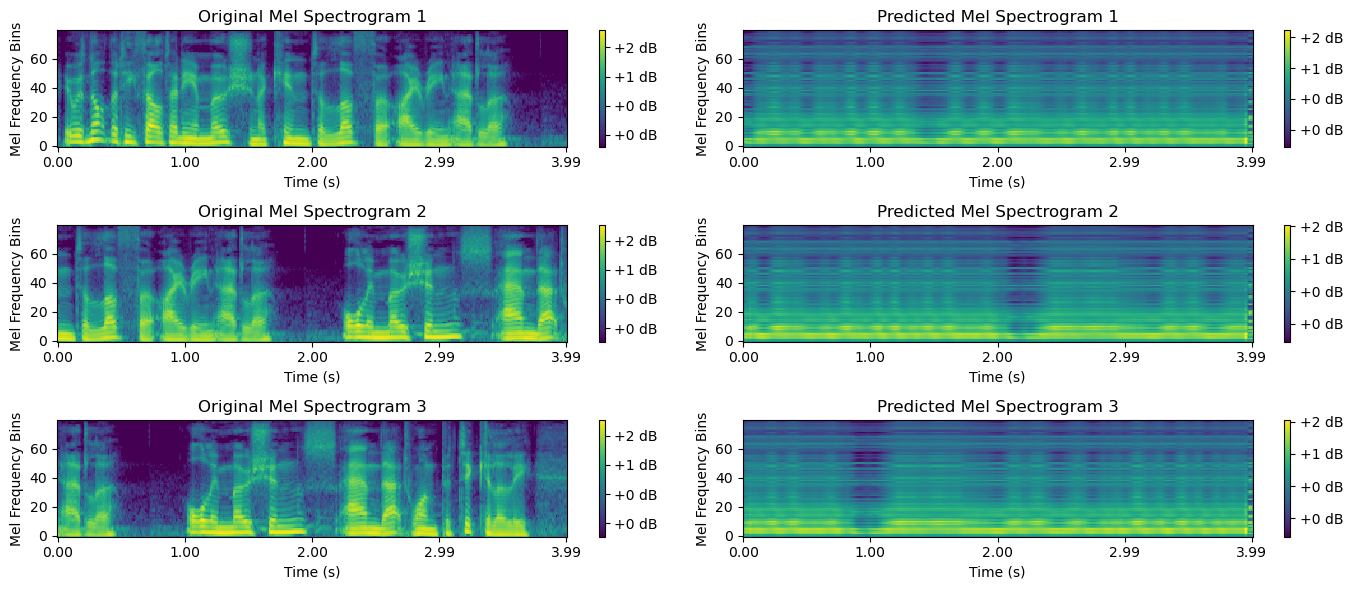 Original Mel Spectrogram 1
Mel Frequency Bins
60
40
20
0
0.00 1.00 2.00 2.99 3.99
Time (s)
+2 dB
+1 dB
+0 dB
+0 dB
Predicted Mel Spectrogram 1
Mel Frequency Bins
60
40
20
0
0.00 1.00 2.00 2.99 3.99
Time (s)
+2 dB
+1 dB
+0 dB
+0 dB
Original Mel Spectrogram 2
Mel Frequency Bins
60
40
20
0
0.00 1.00 2.00 2.99 3.99
Time (s)
+2 dB
+1 dB
+0 dB
+0 dB
Predicted Mel Spectrogram 2
Mel Frequency Bins
60
40
20
0
0.00 1.00 2.00 2.99 3.99
Time (s)
+2 dB
+1 dB
+0 dB
+0 dB
Original Mel Spectrogram 3
Mel Frequency Bins
60
40
20
0
0.00 1.00 2.00 2.99 3.99
Time (s)
+2 dB
+1 dB
+0 dB
+0 dB
Predicted Mel Spectrogram 3
Mel Frequency Bins
60
40
20
0
0.00 1.00 2.00 2.99 3.99
Time (s)
+2 dB
+1 dB
+0 dB
+0 dB